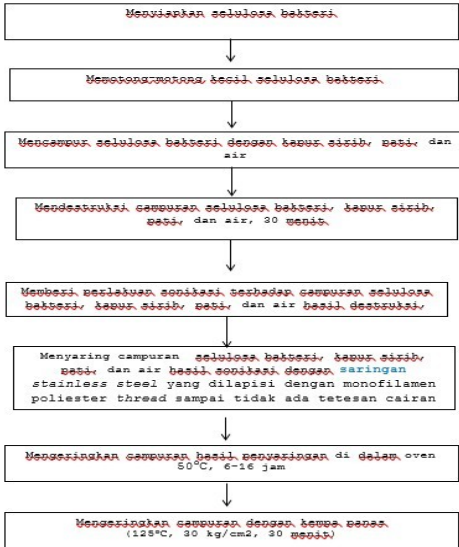 Menyiapkan selulosa bakteri
Memotong-motong kecil selulosa bakteri
Mencampur selulosa bakteri dengan kapur sirih, pati, dan
air
Mendestruksi campuran selulosa bakteri, kapur sirih,
pati, dan air, 30 menit
Memberi perlakuan sonikasi terhadap campuran selulosa
bakteri, kapur sirih, pati, dan air hasil destruksi,
Menyaring campuran selulosa bakteri, kapur sirih,
pati, dan air hasil sonikasi dengan saringan
stainless steel yang dilapisi dengan monofilamen
poliester thread sampai tidak ada tetesan cairan
Mengeringkan campuran hasil penyaringan di dalam oven
50°C, 6-16 jam
Mengeringkan campuran dengan kempa panas
(125°C, 30 kg/cm2, 30 menit)